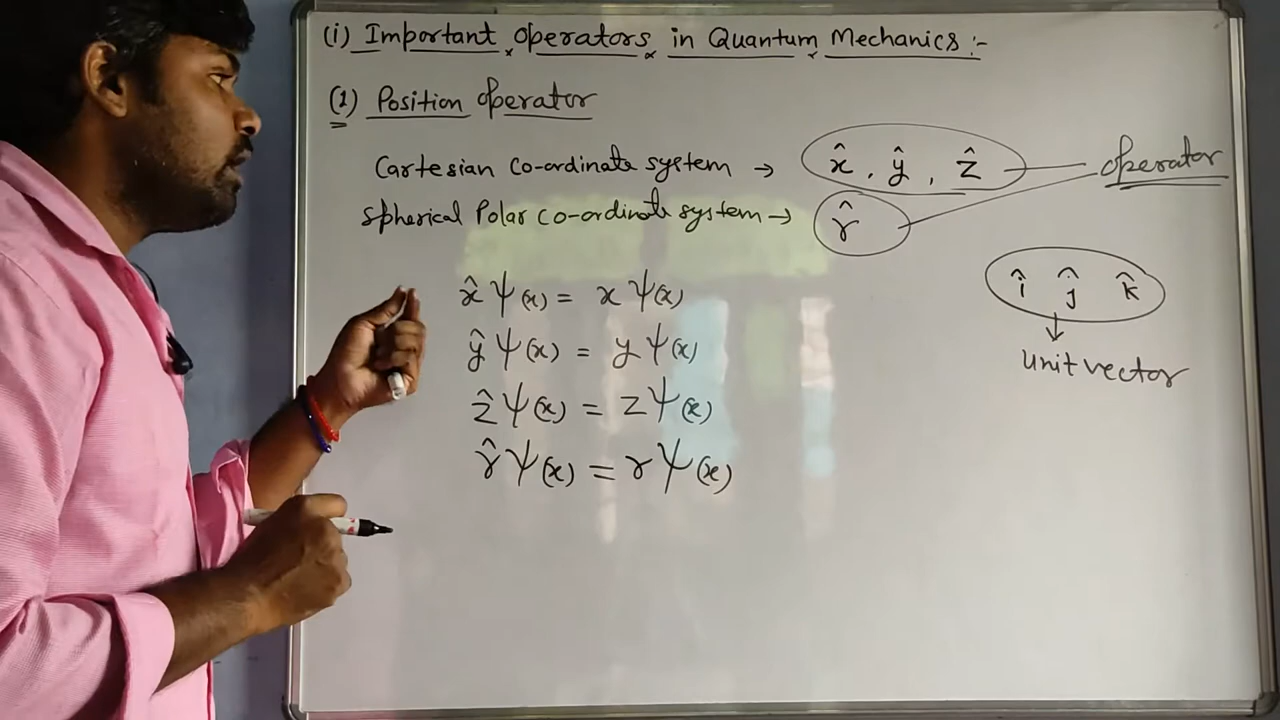 (i) Important operators in Quantum Mechanics :-
(1) Position operator
Cartesian Co-ordinate system → x̂, ŷ, ẑ operator
Spherical Polar Co-ordinate system → r̂
î ĵ k̂
x̂ ψ(x) = x ψ(x)
ŷ ψ(x) = y ψ(x)
unit vector
ẑ ψ(x) = z ψ(x)
r̂ ψ(x) = r ψ(x)